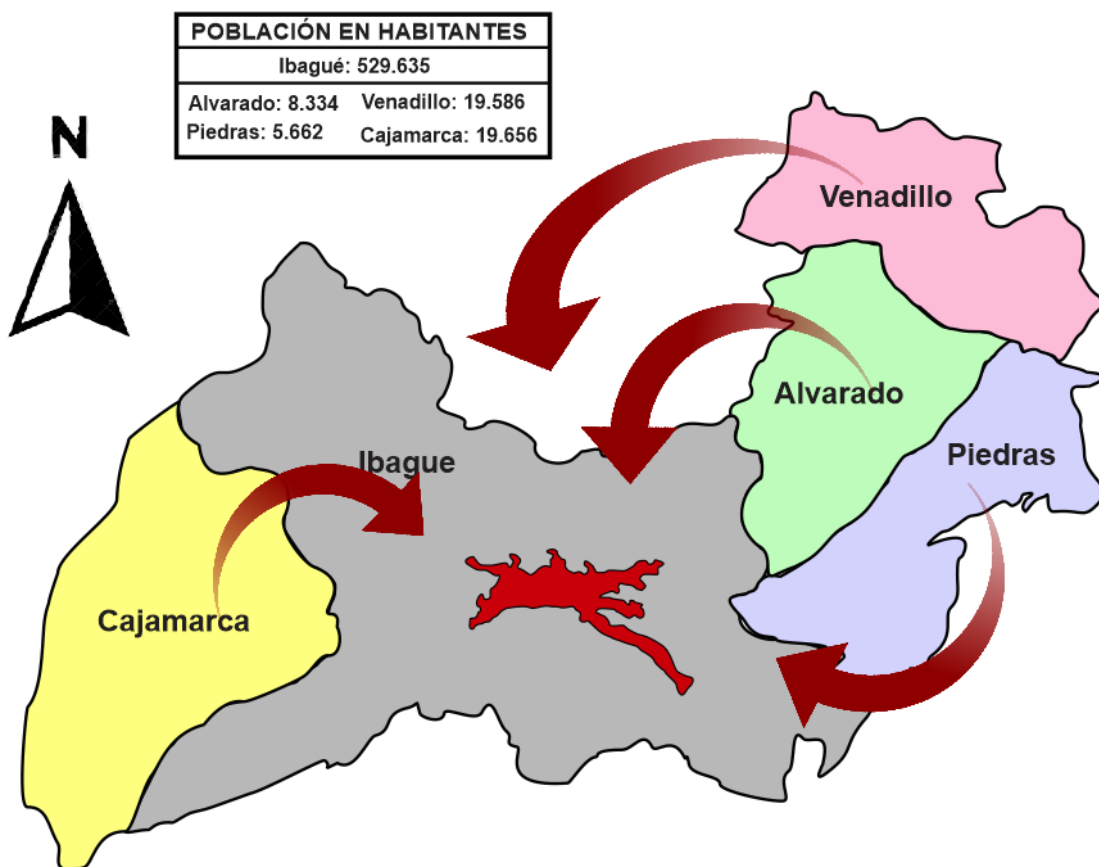 POBLACIÓN EN HABITANTES
Ibagué: 529.635
Alvarado: 8.334 Venadillo: 19.586
Piedras: 5.662 Cajamarca: 19.656
N
Venadillo
Alvarado
Piedras
Ibague
Cajamarca